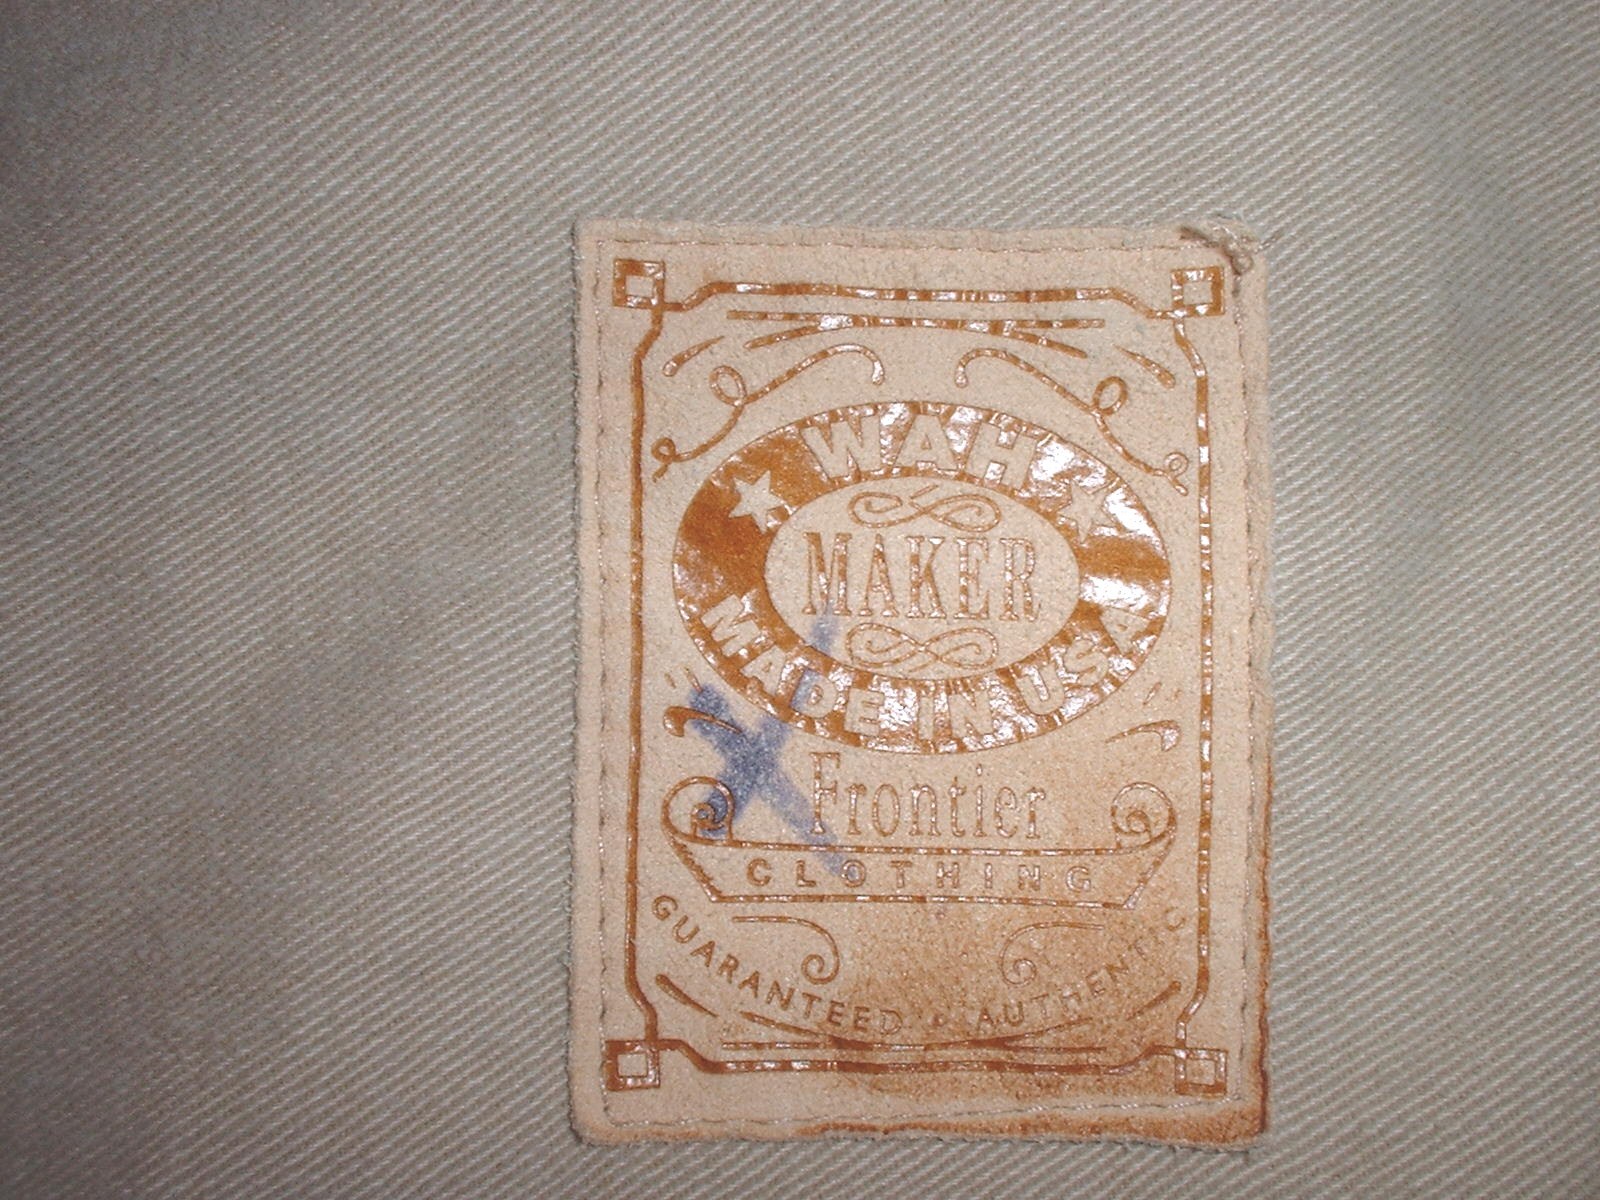 WAH
MAKER
MADE IN USA
Frontier
CLOTHING
GUARANTEED • AUTHENTIC